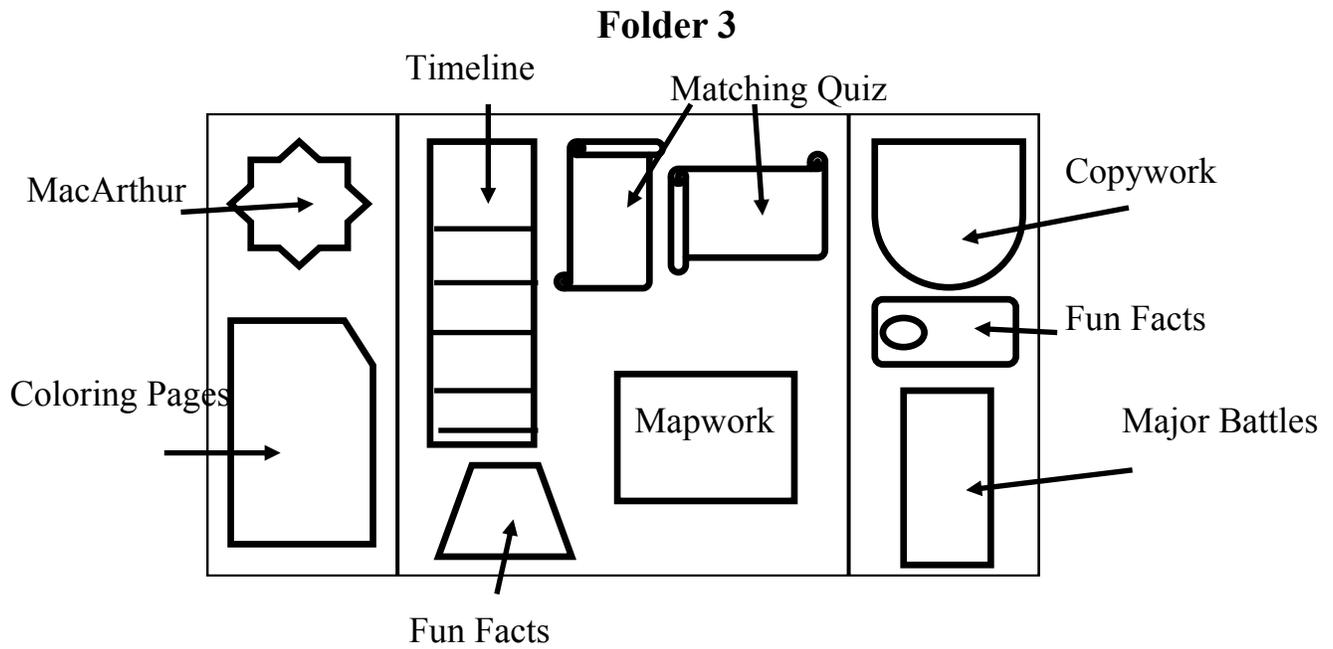 Folder 3
Timeline
Matching Quiz
MacArthur
Copywork
Fun Facts
Coloring Pages
Mapwork
Major Battles
Fun Facts